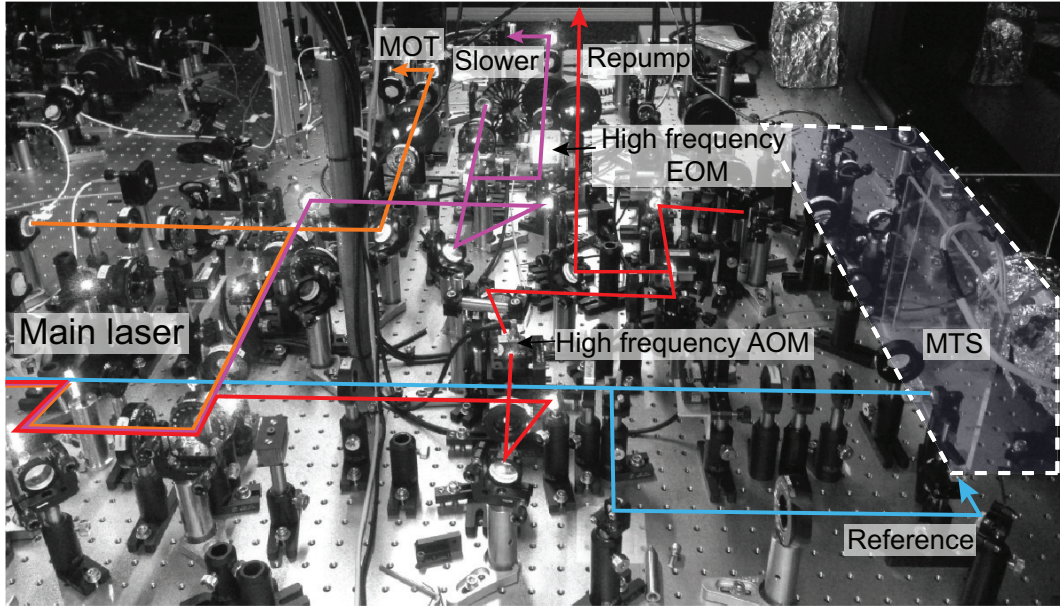 MOT
Slower
Repump
High frequency
EOM
Main laser
High frequency AOM
MTS
Reference